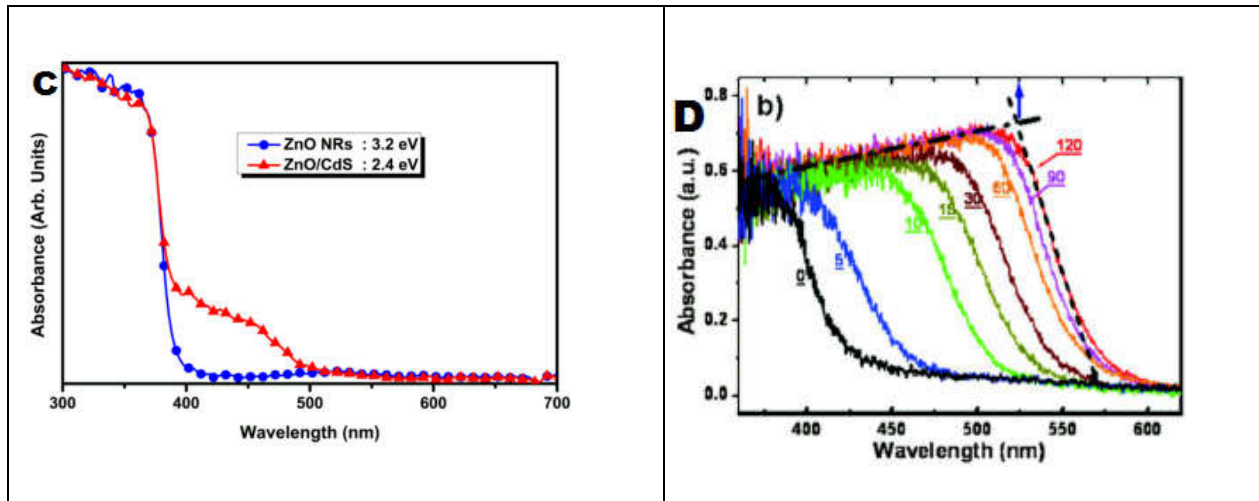 C
ZnO NRs : 3.2 eV
ZnO/CdS : 2.4 eV
Absorbance (Arb. Units)
300 400 500 600 700
Wavelength (nm)
D
b)
Absorbance (a.u.)
0.8
0.6
0.4
0.2
0.0
0
5
10
15
30
60
90
120
400 450 500 550 600
Wavelength (nm)